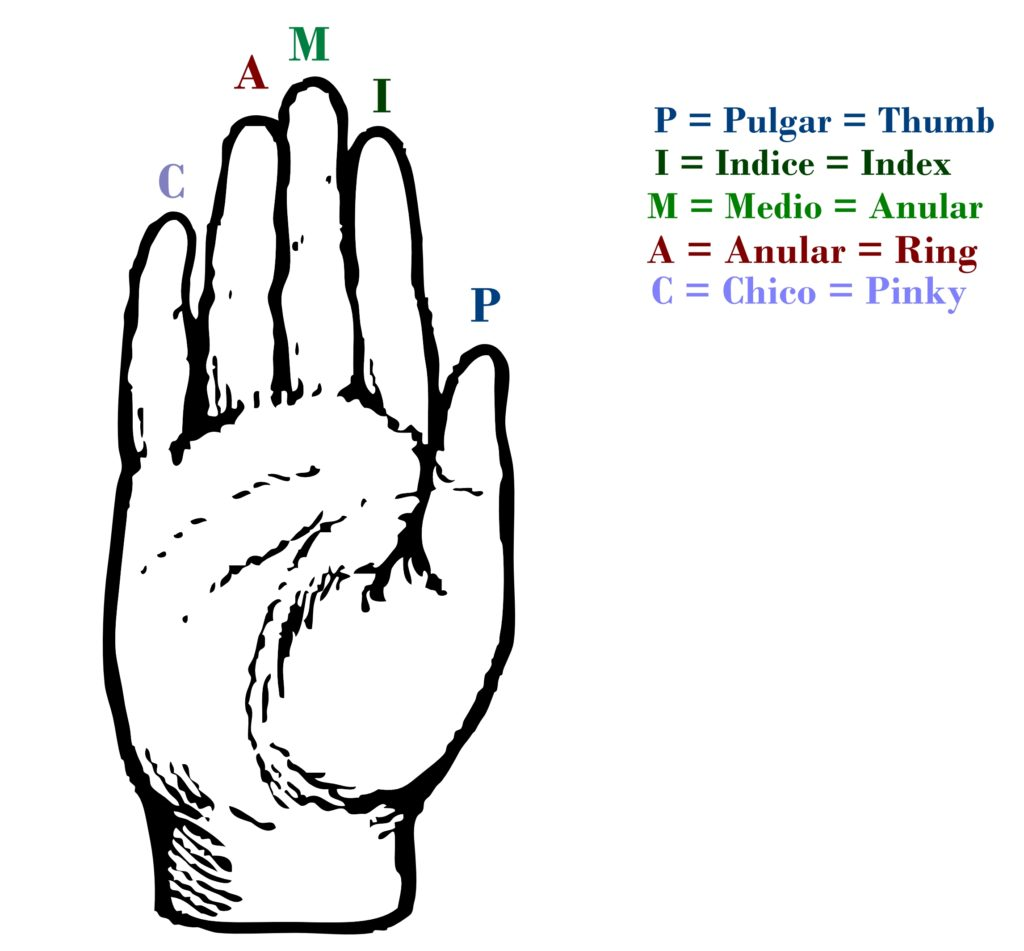 M
A
I
C
P
P = Pulgar = Thumb
I = Indice = Index
M = Medio = Anular
A = Anular = Ring
C = Chico = Pinky